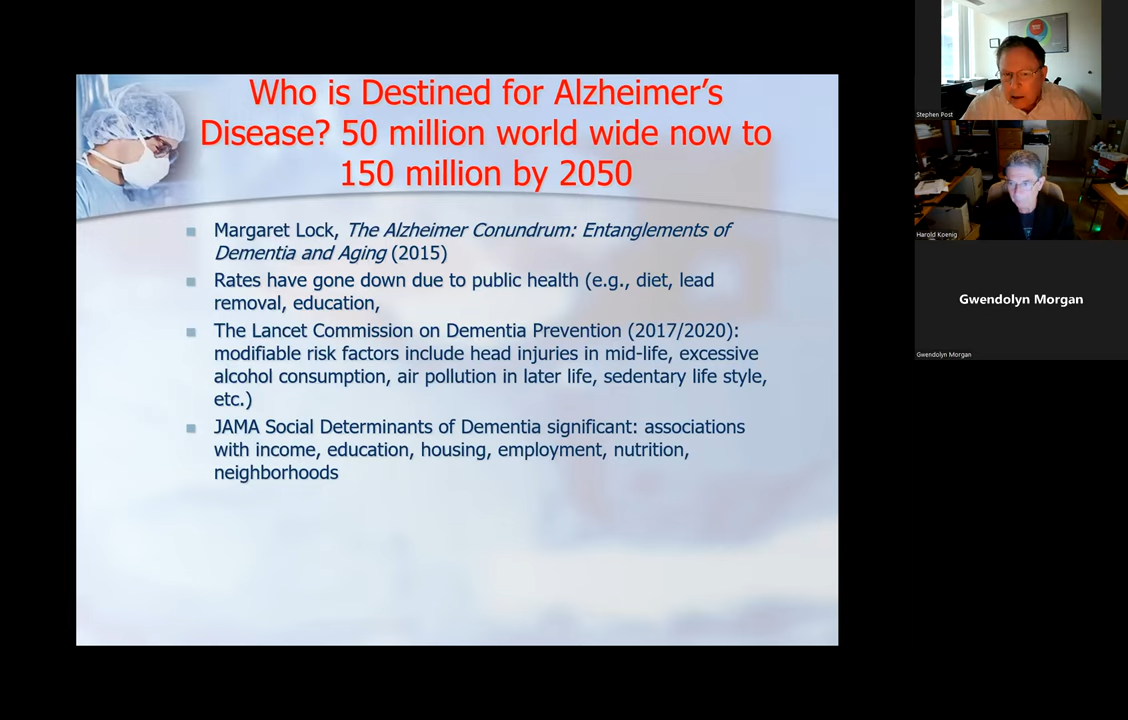 Who is Destined for Alzheimer's
Disease? 50 million world wide now to
150 million by 2050
Margaret Lock, The Alzheimer Conundrum: Entanglements of
Dementia and Aging (2015)
Rates have gone down due to public health (e.g., diet, lead
removal, education,
The Lancet Commission on Dementia Prevention (2017/2020):
modifiable risk factors include head injuries in mid-life, excessive
alcohol consumption, air pollution in later life, sedentary life style,
etc.)
JAMA Social Determinants of Dementia significant: associations
with income, education, housing, employment, nutrition,
neighborhoods
Stephen Post
Harold Koenig
Gwendolyn Morgan
Gwendolyn Morgan